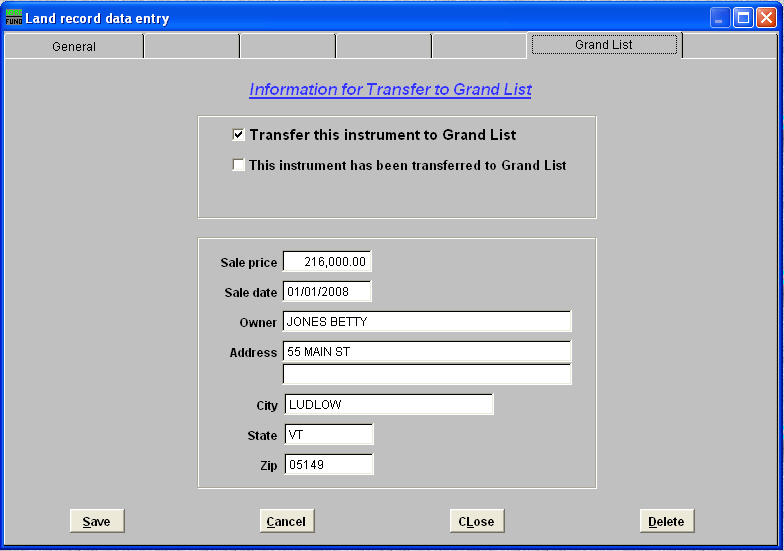 Land record data entry
FUND
General
Grand List
Information for Transfer to Grand List
Transfer this instrument to Grand List
This instrument has been transferred to Grand List
Sale price 216,000.00
Sale date 01/01/2008
Owner JONES BETTY
Address 55 MAIN ST
City LUDLOW
State VT
Zip 05149
Save Cancel CLose Delete